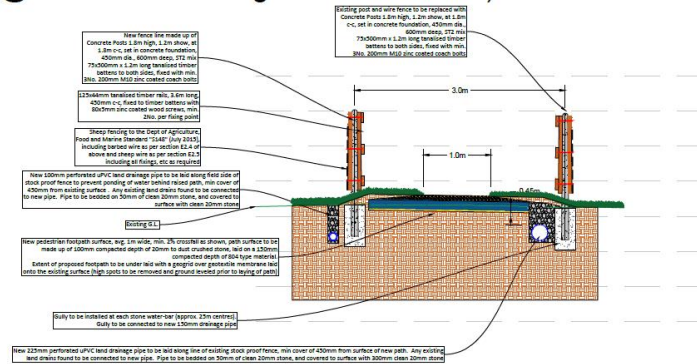 Existing post and wire fence to be replaced with
Concrete Posts 1.8m high, 1.2m show, at 1.8m
c-c, set in concrete foundation, 450mm dia.,
600mm deep, ST2 mix
75x500mm x 1.2m long tanalised timber
battens to both sides, fixed with min.
3No. 200mm M10 zinc coated coach bolts
New fence line made up of
Concrete Posts 1.8m high, 1.2m show, at
1.8m c-c, set in concrete foundation,
450mm dia., 600mm deep, ST2 mix
75x500mm x 1.2m long tanalised timber
battens to both sides, fixed with min.
3No. 200mm M10 zinc coated coach bolts
125x44mm tanalised timber rails, 3.6m long,
450mm c-c, fixed to timber battens with
80x5mm zinc coated wood screws, min.
2No. per fixing point
Sheep fencing to the Dept of Agriculture,
Food and Marine Standard "S148" (July 2015),
including barbed wire as per section E2.4 of
above and sheep wire as per section E2.5
including all fixings, etc as required
New 100mm perforated uPVC land drainage pipe to be laid along field side of
stock proof fence to prevent ponding of water behind raised path, min cover of
450mm from existing surface. Any existing land drains found to be connected
to new pipe. Pipe to be bedded on 50mm of clean 20mm stone, and covered to
surface with clean 20mm stone
Existing G.L.
New pedestrian footpath surface, avg. 1m wide, min. 2% crossfall as shown, path surface to be
made up of 100mm compacted depth of 20mm to dust crushed stone, laid on a 150mm
compacted depth of 804 type material.
Extent of proposed footpath to be under laid with a geogrid over geotextile membrane laid
onto the existing surface (high spots to be removed and ground leveled prior to laying of path)
Gully to be installed at each stone water-bar (approx. 25m centres).
Gully to be connected to new 150mm drainage pipe
New 225mm perforated uPVC land drainage pipe to be laid along line of existing stock proof fence, min cover of 450mm from surface of new path. Any existing
land drains found to be connected to new pipe. Pipe to be bedded on 50mm of clean 20mm stone, and covered to surface with 300mm clean 20mm stone
3.0m
1.0m
0.45m